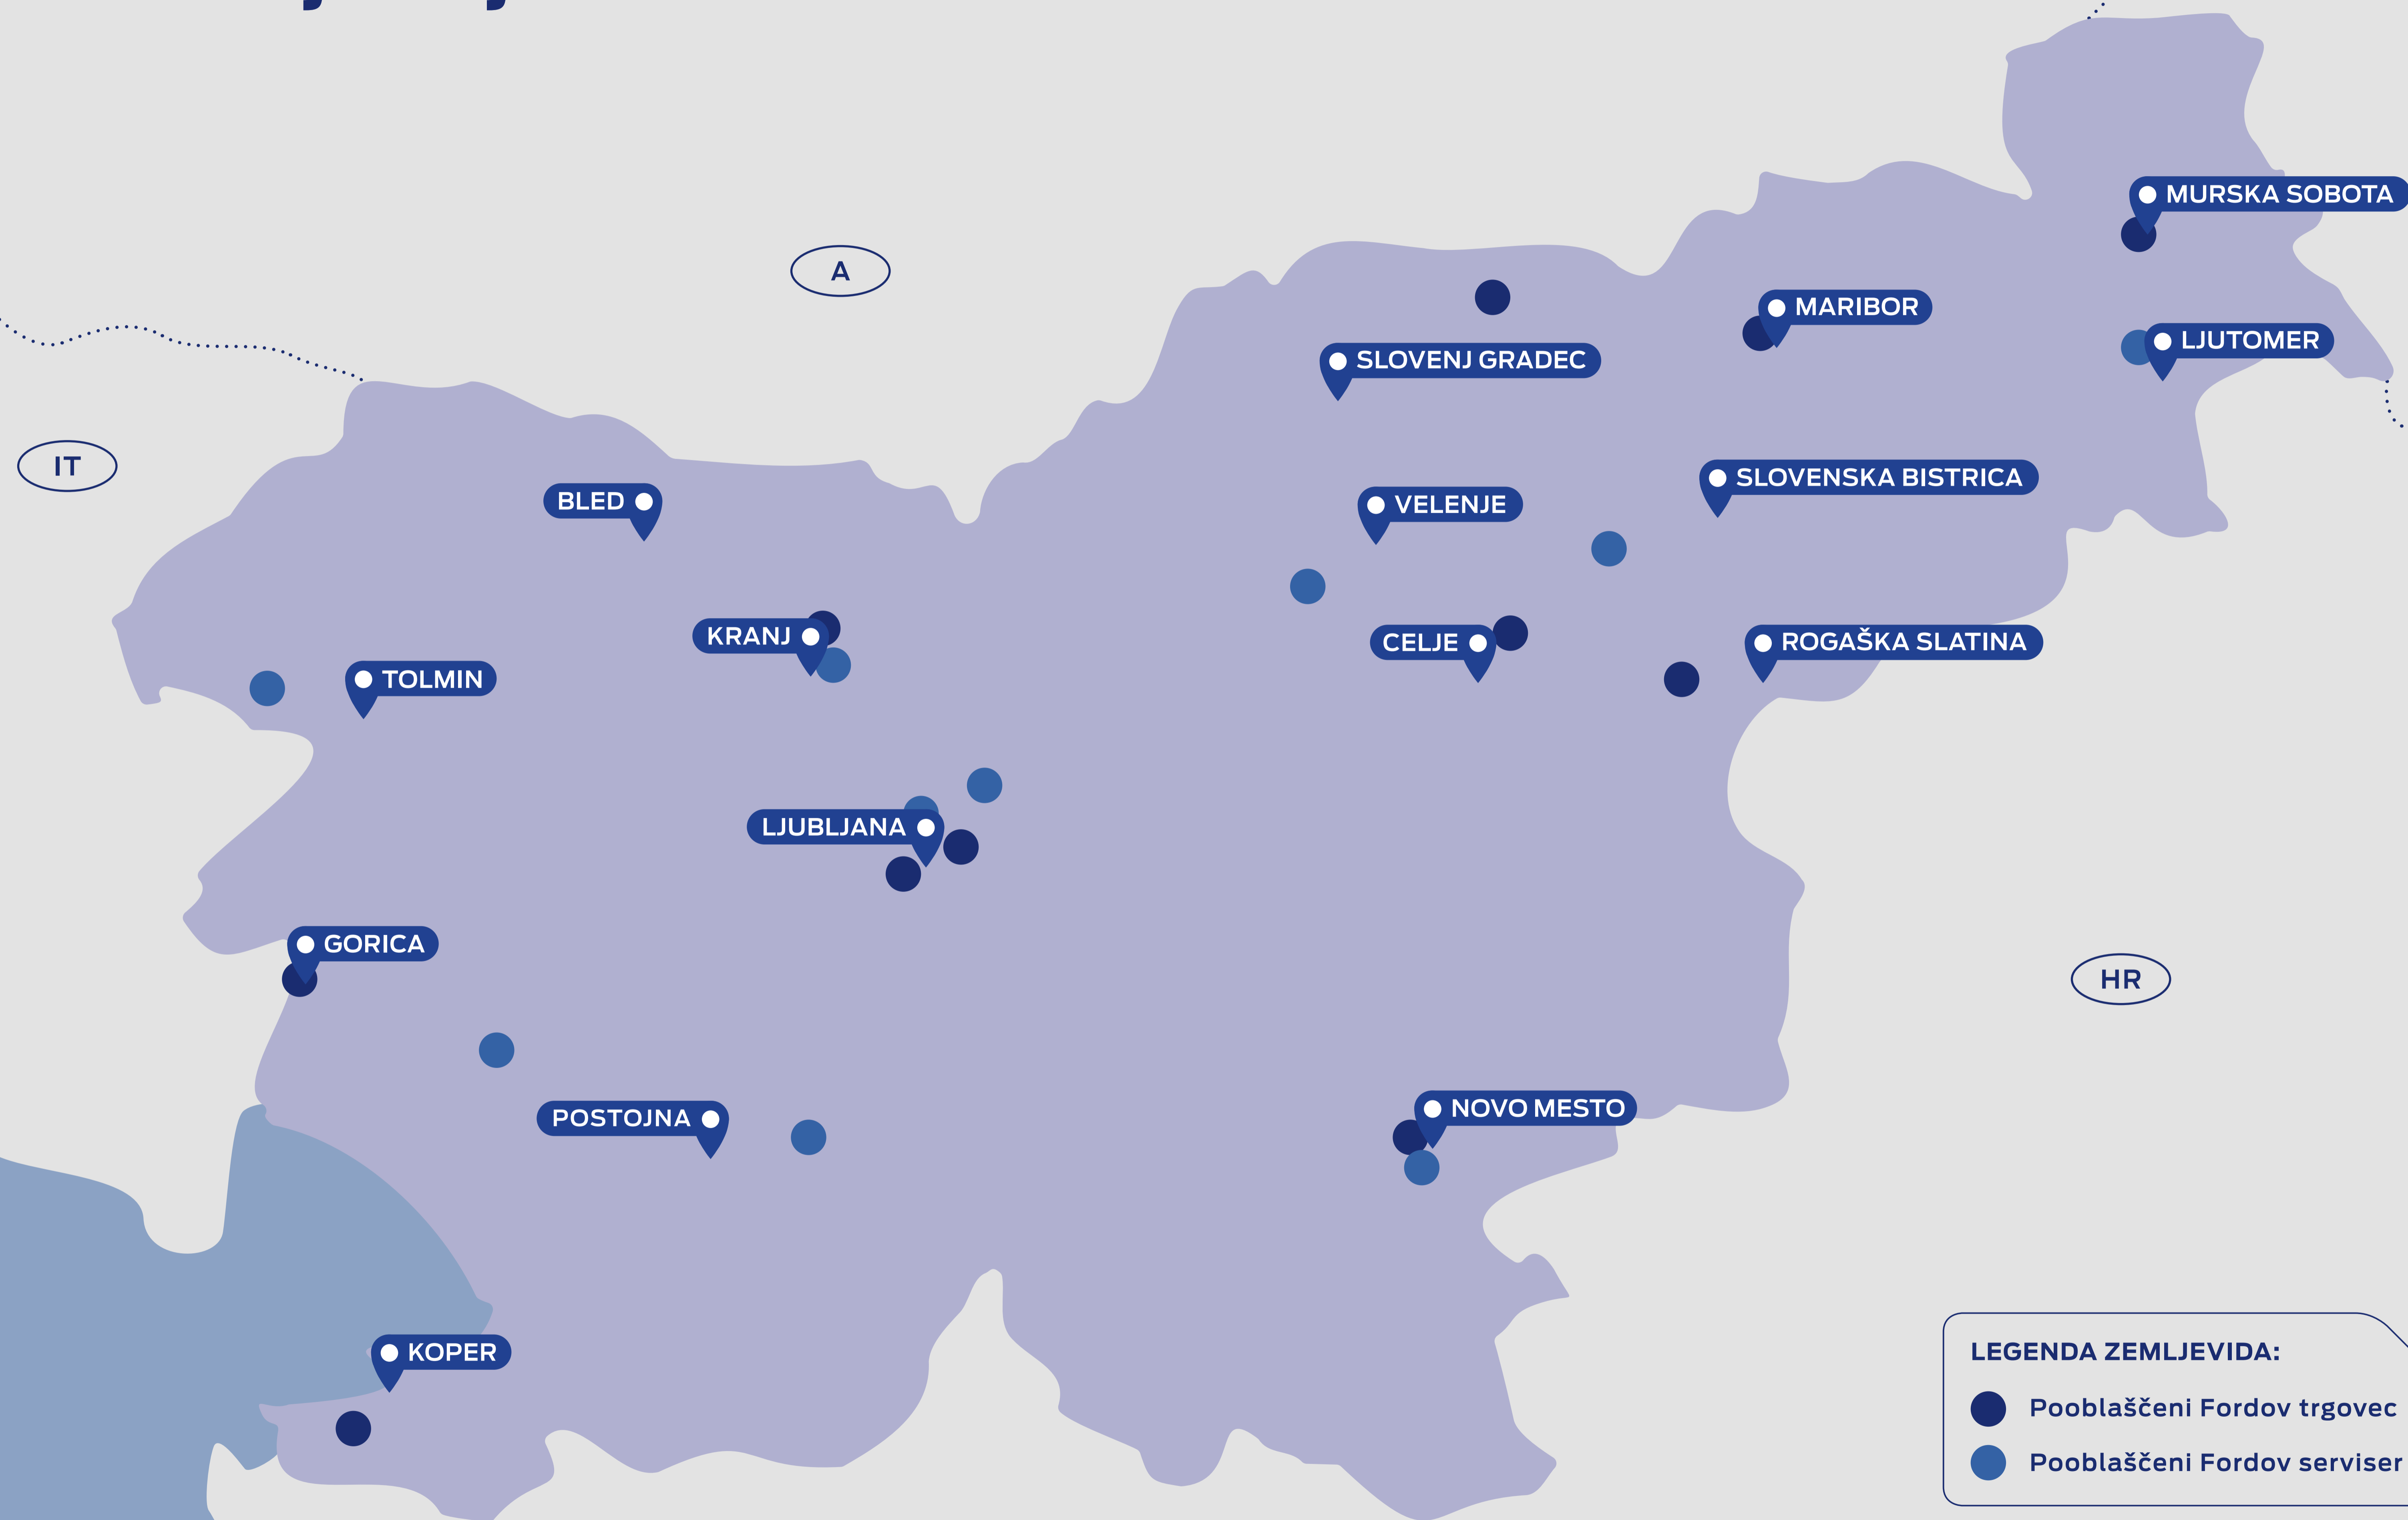 MURSKA SOBOTA
A
MARIBOR
LJUTOMER
SLOVENJ GRADEC
IT
SLOVENSKA BISTRICA
BLED
VELENJE
KRANJ
CELJE
ROGAŠKA SLATINA
TOLMIN
LJUBLJANA
GORICA
HR
NOVO MESTO
POSTOJNA
KOPER
LEGENDA ZEMLJEVIDA:
Pooblaščeni Fordov trgovec
Pooblaščeni Fordov serviser